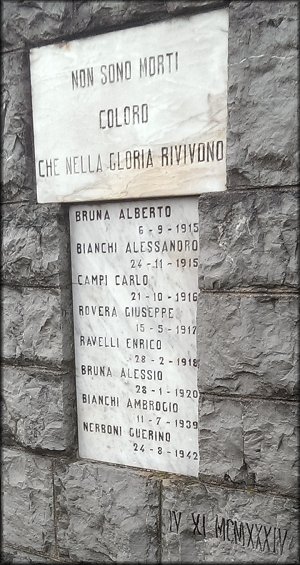 NON SONO MORTI
COLORO
CHE NELLA GLORIA RIVIVONO
BRUNA ALBERTO
6 - 9 - 1915
BIANCHI ALESSANDRO
24 - 11 - 1915
CAMPI CARLO
21 - 10 - 1916
ROVERA GIUSEPPE
15 - 5 - 1917
RAVELLI ENRICO
28 - 2 - 1918
BRUNA ALESSIO
28 - 1 - 1920
BIANCHI AMBROGIO
11 - 7 - 1939
NERBONI GUERINO
24 - 8 - 1942
IV XI MCMXXXIV